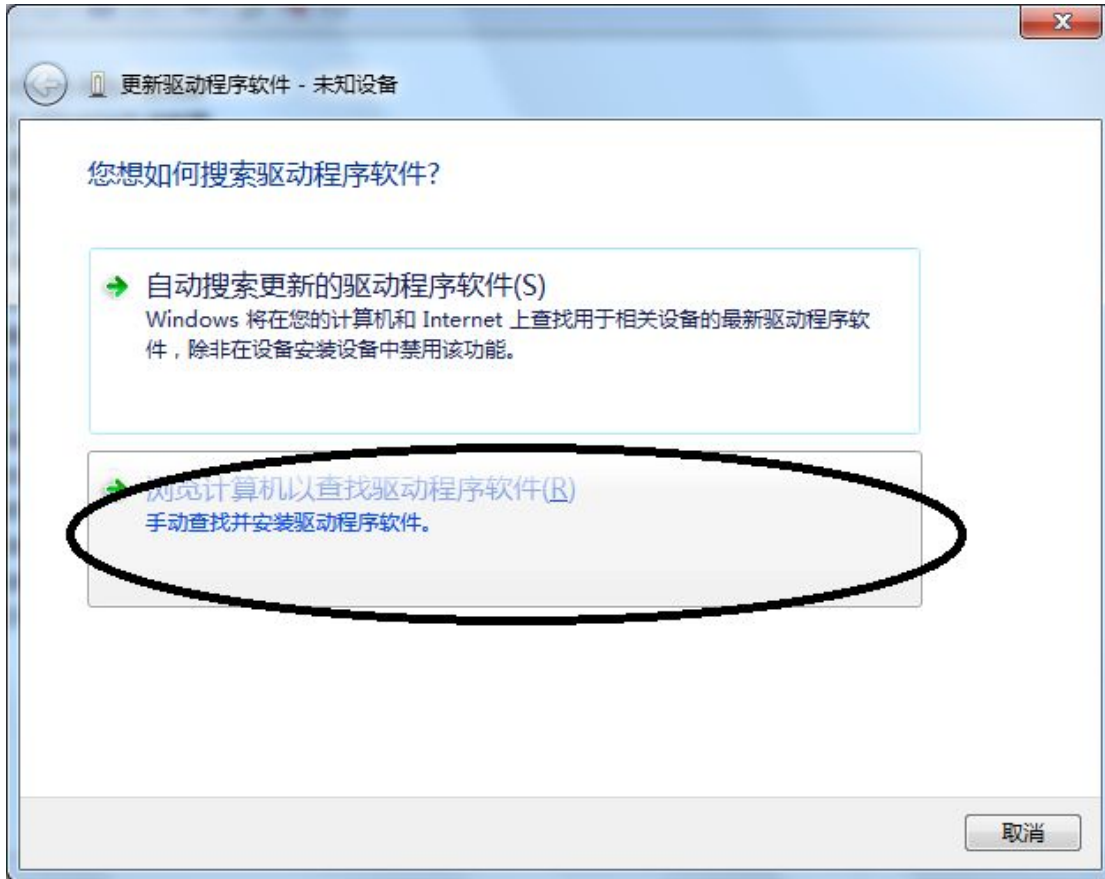 更新驱动程序软件 - 未知设备
您想如何搜索驱动程序软件?
自动搜索更新的驱动程序软件(S)
Windows 将在您的计算机和 Internet 上查找用于相关设备的最新驱动程序软
件，除非在设备安装设备中禁用该功能。
浏览计算机以查找驱动程序软件(R)
手动查找并安装驱动程序软件。
取消